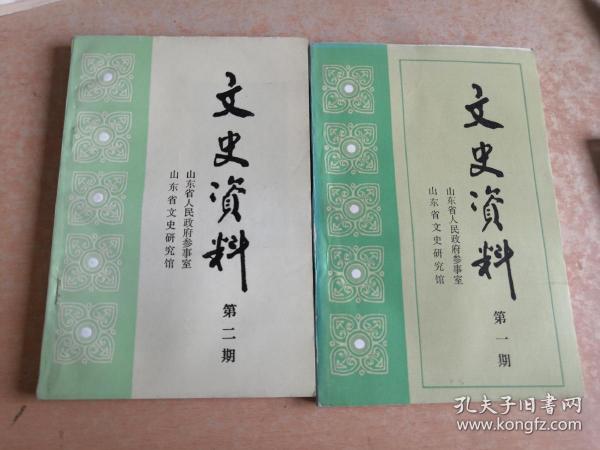 文史資料
山东省人民政府参事室
山东省文史研究馆
第二期
文史資料
山东省人民政府参事室
山东省文史研究馆
第一期
孔夫子旧书网
www.kongfz.com